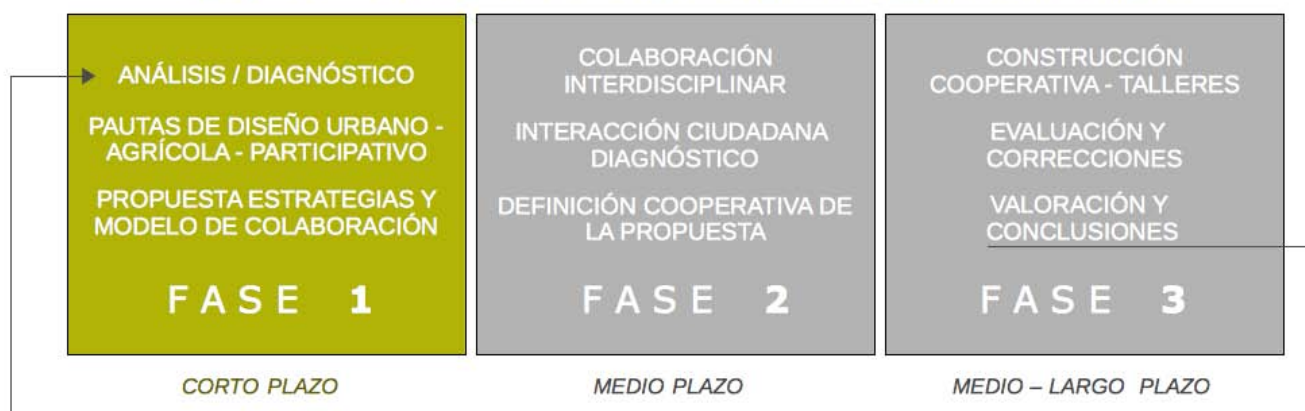 ANÁLISIS / DIAGNÓSTICO
PAUTAS DE DISEÑO URBANO -
AGRÍCOLA - PARTICIPATIVO
PROPUESTA ESTRATEGIAS Y
MODELO DE COLABORACIÓN
FASE 1
CORTO PLAZO
COLABORACIÓN
INTERDISCIPLINAR
INTERACCIÓN CIUDADANA
DIAGNÓSTICO
DEFINICIÓN COOPERATIVA DE
LA PROPUESTA
FASE 2
MEDIO PLAZO
CONSTRUCCIÓN
COOPERATIVA - TALLERES
EVALUACIÓN Y
CORRECCIONES
VALORACIÓN Y
CONCLUSIONES
FASE 3
MEDIO – LARGO PLAZO